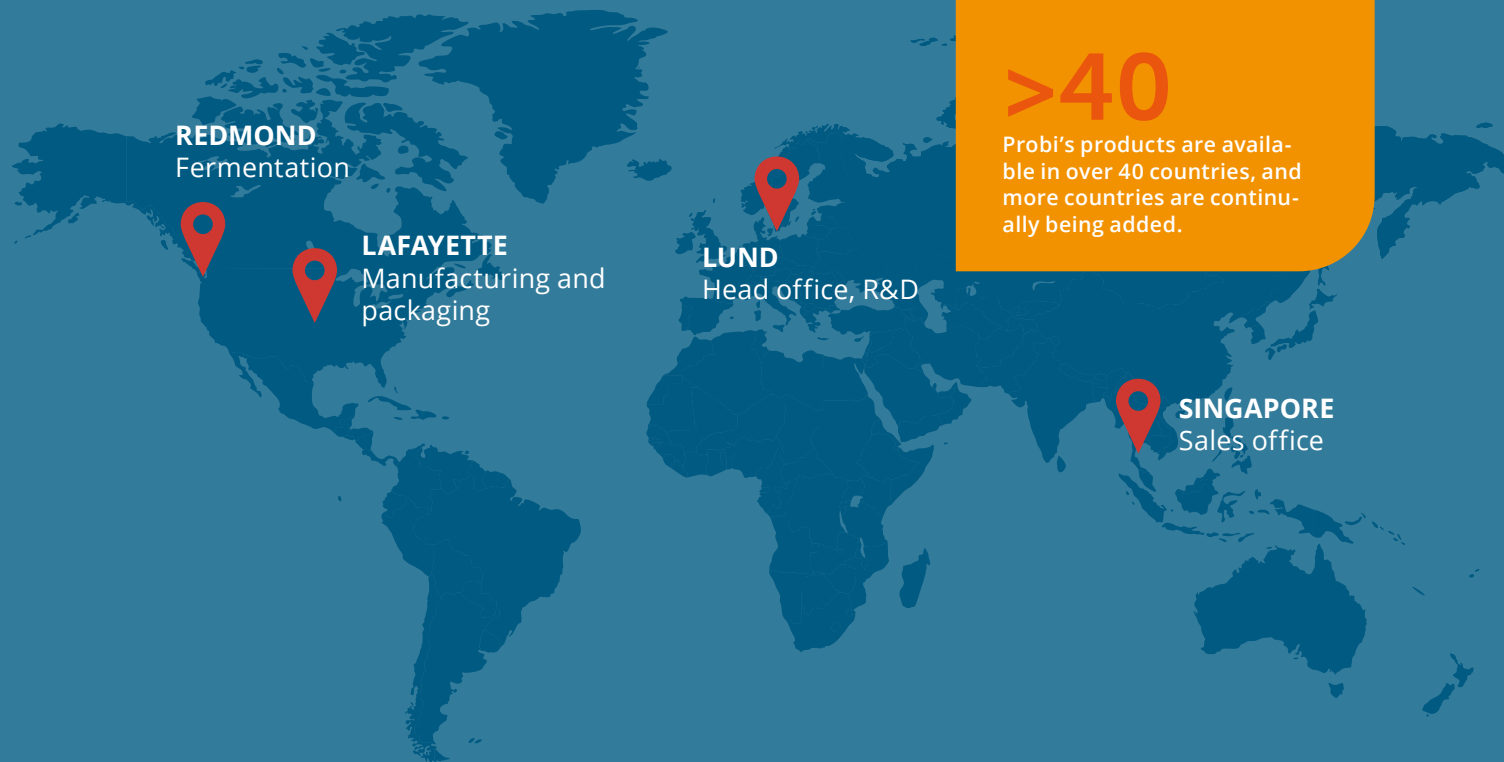 >40
Probi’s products are availa-
ble in over 40 countries, and
more countries are continu-
ally being added.
REDMOND
Fermentation
LAFAYETTE
Manufacturing and
packaging
LUND
Head office, R&D
SINGAPORE
Sales office